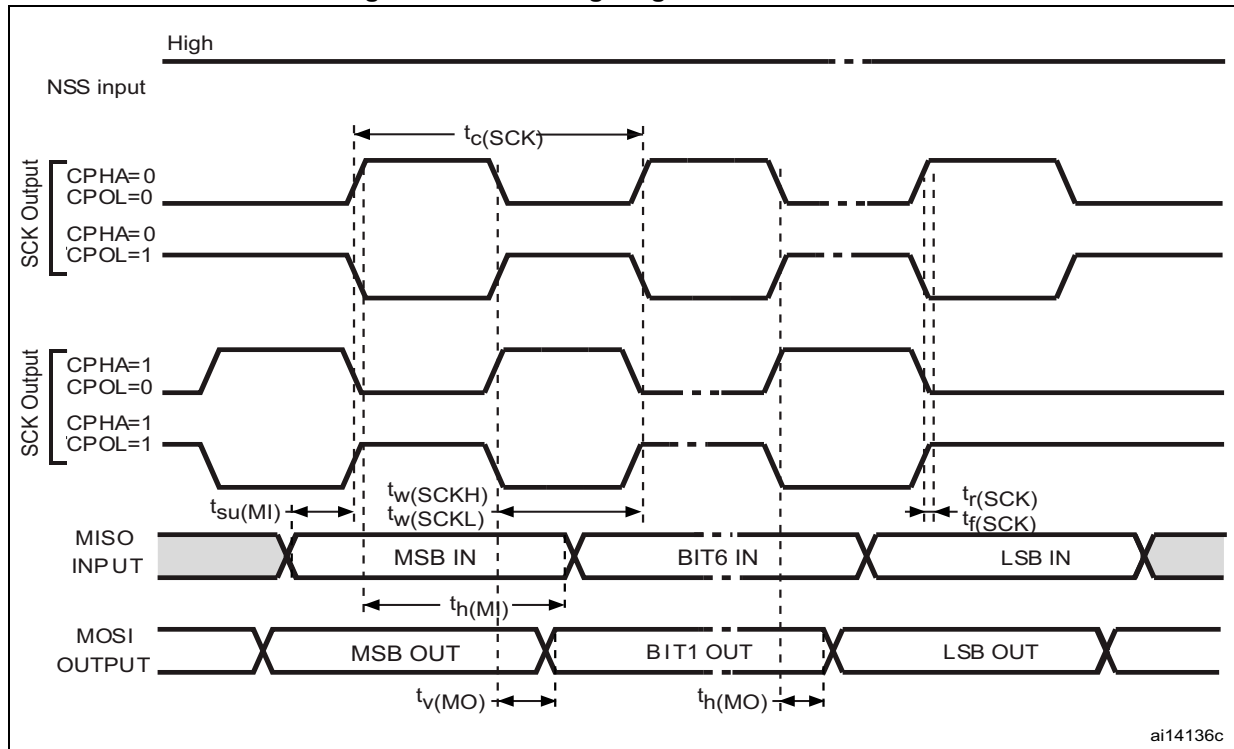 High
NSS input
tc(SCK)
SCK Output
CPHA=0
CPOL=0
CPHA=0
CPOL=1
SCK Output
CPHA=1
CPOL=0
CPHA=1
CPOL=1
tsu(MI)
tw(SCKH)
tw(SCKL)
tr(SCK)
tf(SCK)
MISO
INPUT
MSB IN
BIT6 IN
LSB IN
th(MI)
MOSI
OUTPUT
MSB OUT
BIT1 OUT
LSB OUT
tv(MO)
th(MO)
ai14136c